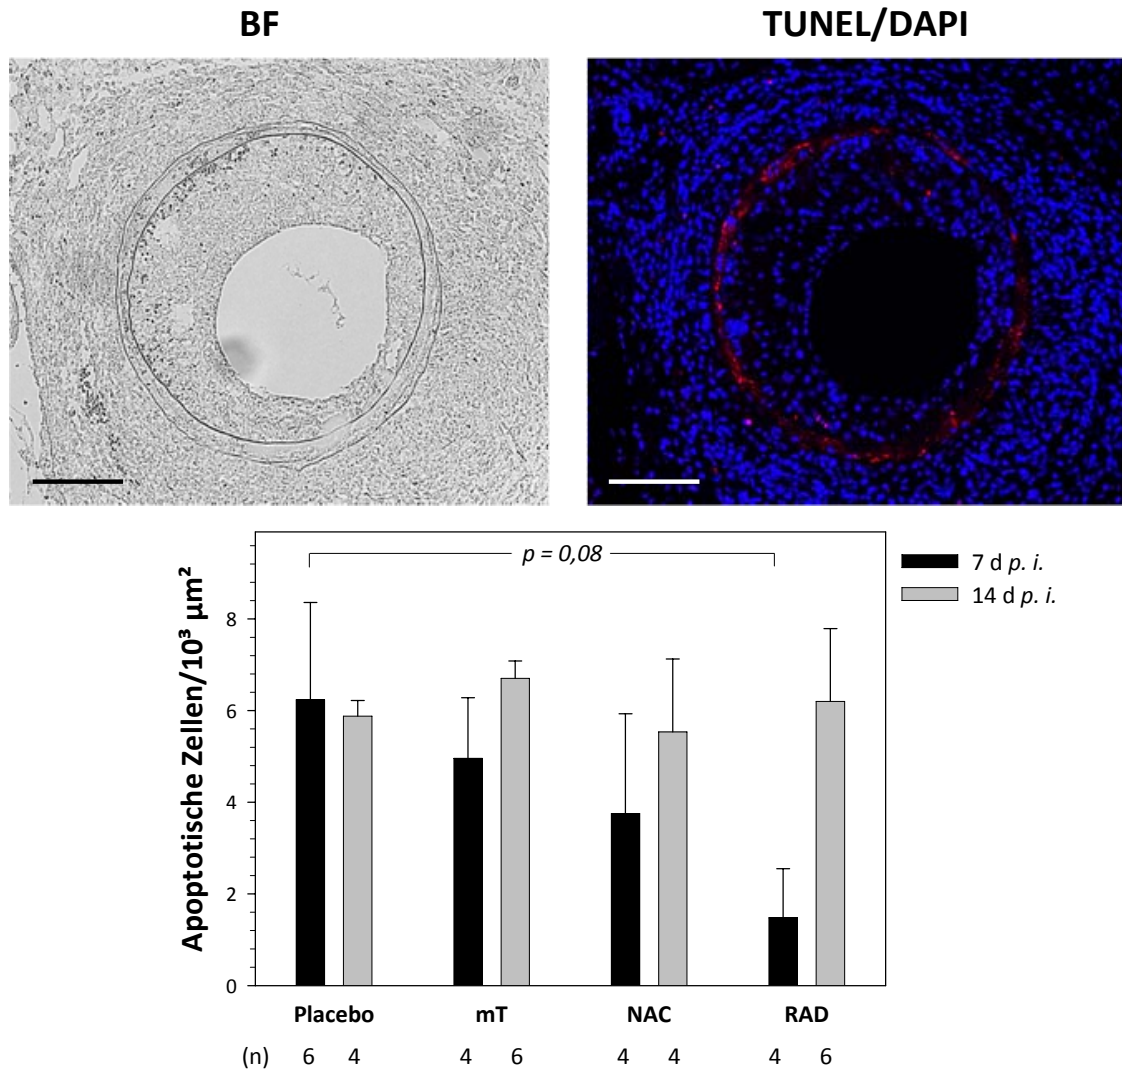 BF
TUNEL/DAPI
p = 0,08
7 d p. i.
14 d p. i.
Apoptotische Zellen/10³ µm²
8
6
4
2
0
Placebo mT NAC RAD
(n) 6 4 4 6 4 4 4 6